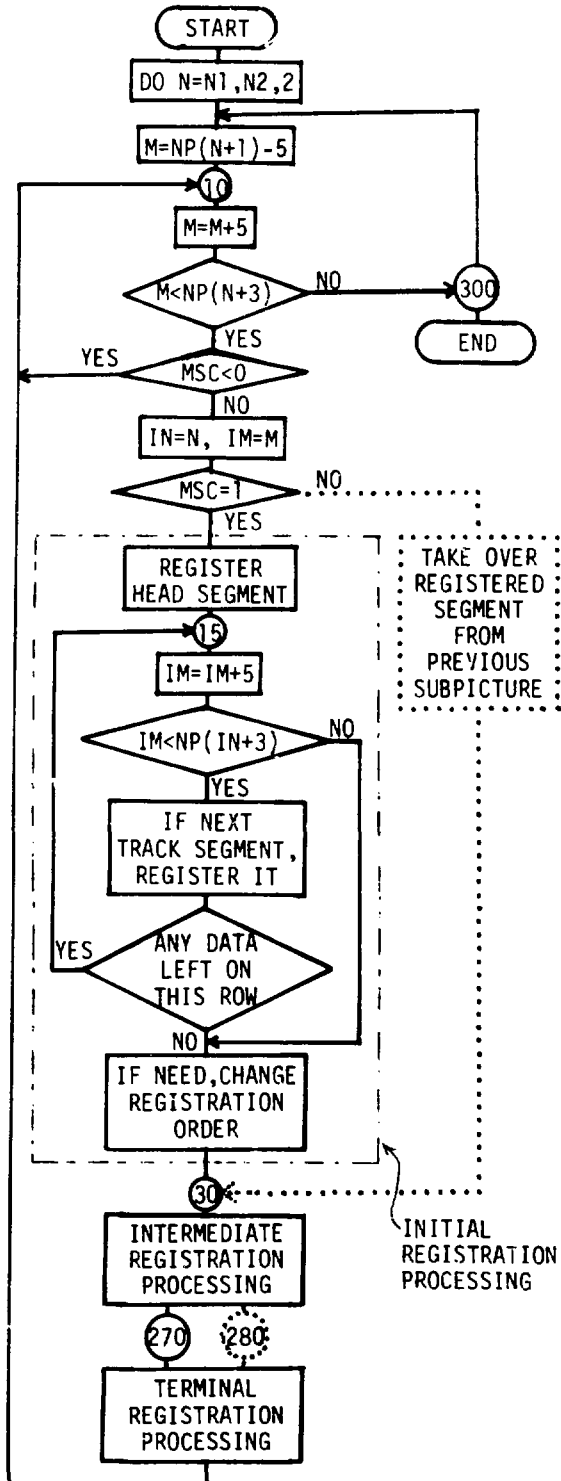 START
DO N=N1,N2,2
M=NP(N+1)-5
10
M=M+5
M<NP(N+3)
NO
300
YES
END
YES
MSC<0
NO
IN=N, IM=M
MSC=1
NO
YES
TAKE OVER
REGISTERED
SEGMENT
FROM
PREVIOUS
SUBPICTURE
REGISTER
HEAD SEGMENT
15
IM=IM+5
IM<NP(IN+3)
NO
YES
IF NEXT
TRACK SEGMENT,
REGISTER IT
YES
ANY DATA
LEFT ON
THIS ROW
NO
IF NEED,CHANGE
REGISTRATION
ORDER
30
INITIAL
REGISTRATION
PROCESSING
INTERMEDIATE
REGISTRATION
PROCESSING
270
280
TERMINAL
REGISTRATION
PROCESSING